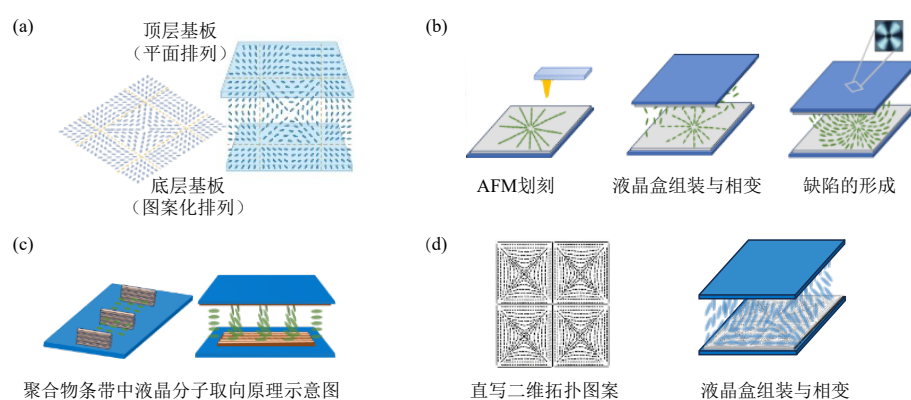 (a)
顶层基板
（平面排列）
底层基板
（图案化排列）
(b)
AFM划刻
液晶盒组装与相变
缺陷的形成
(c)
聚合物条带中液晶分子取向原理示意图
(d)
直写二维拓扑图案
液晶盒组装与相变